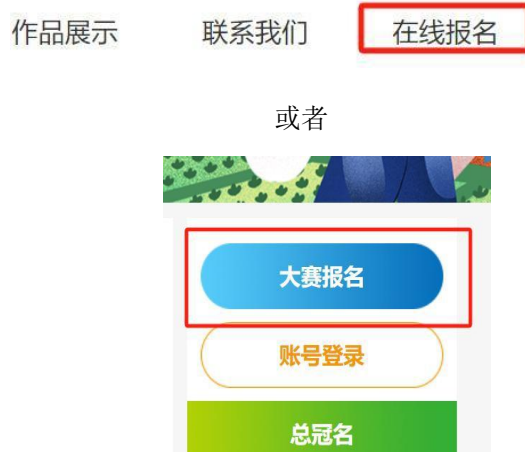 作品展示 联系我们 在线报名
或者
大赛报名
账号登录
总冠名